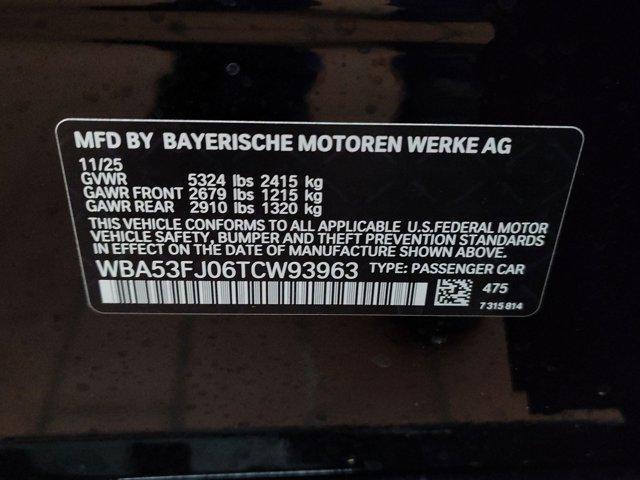 MFD BY BAYERISCHE MOTOREN WERKE AG
11/25
GVWR 5324 lbs 2415 kg
GAWR FRONT 2679 lbs 1215 kg
GAWR REAR 2910 lbs 1320 kg
THIS VEHICLE CONFORMS TO ALL APPLICABLE U.S.FEDERAL MOTOR
VEHICLE SAFETY, BUMPER AND THEFT PREVENTION STANDARDS
IN EFFECT ON THE DATE OF MANUFACTURE SHOWN ABOVE.
WBA53FJ06TCW93963 TYPE: PASSENGER CAR
475
7 315 814